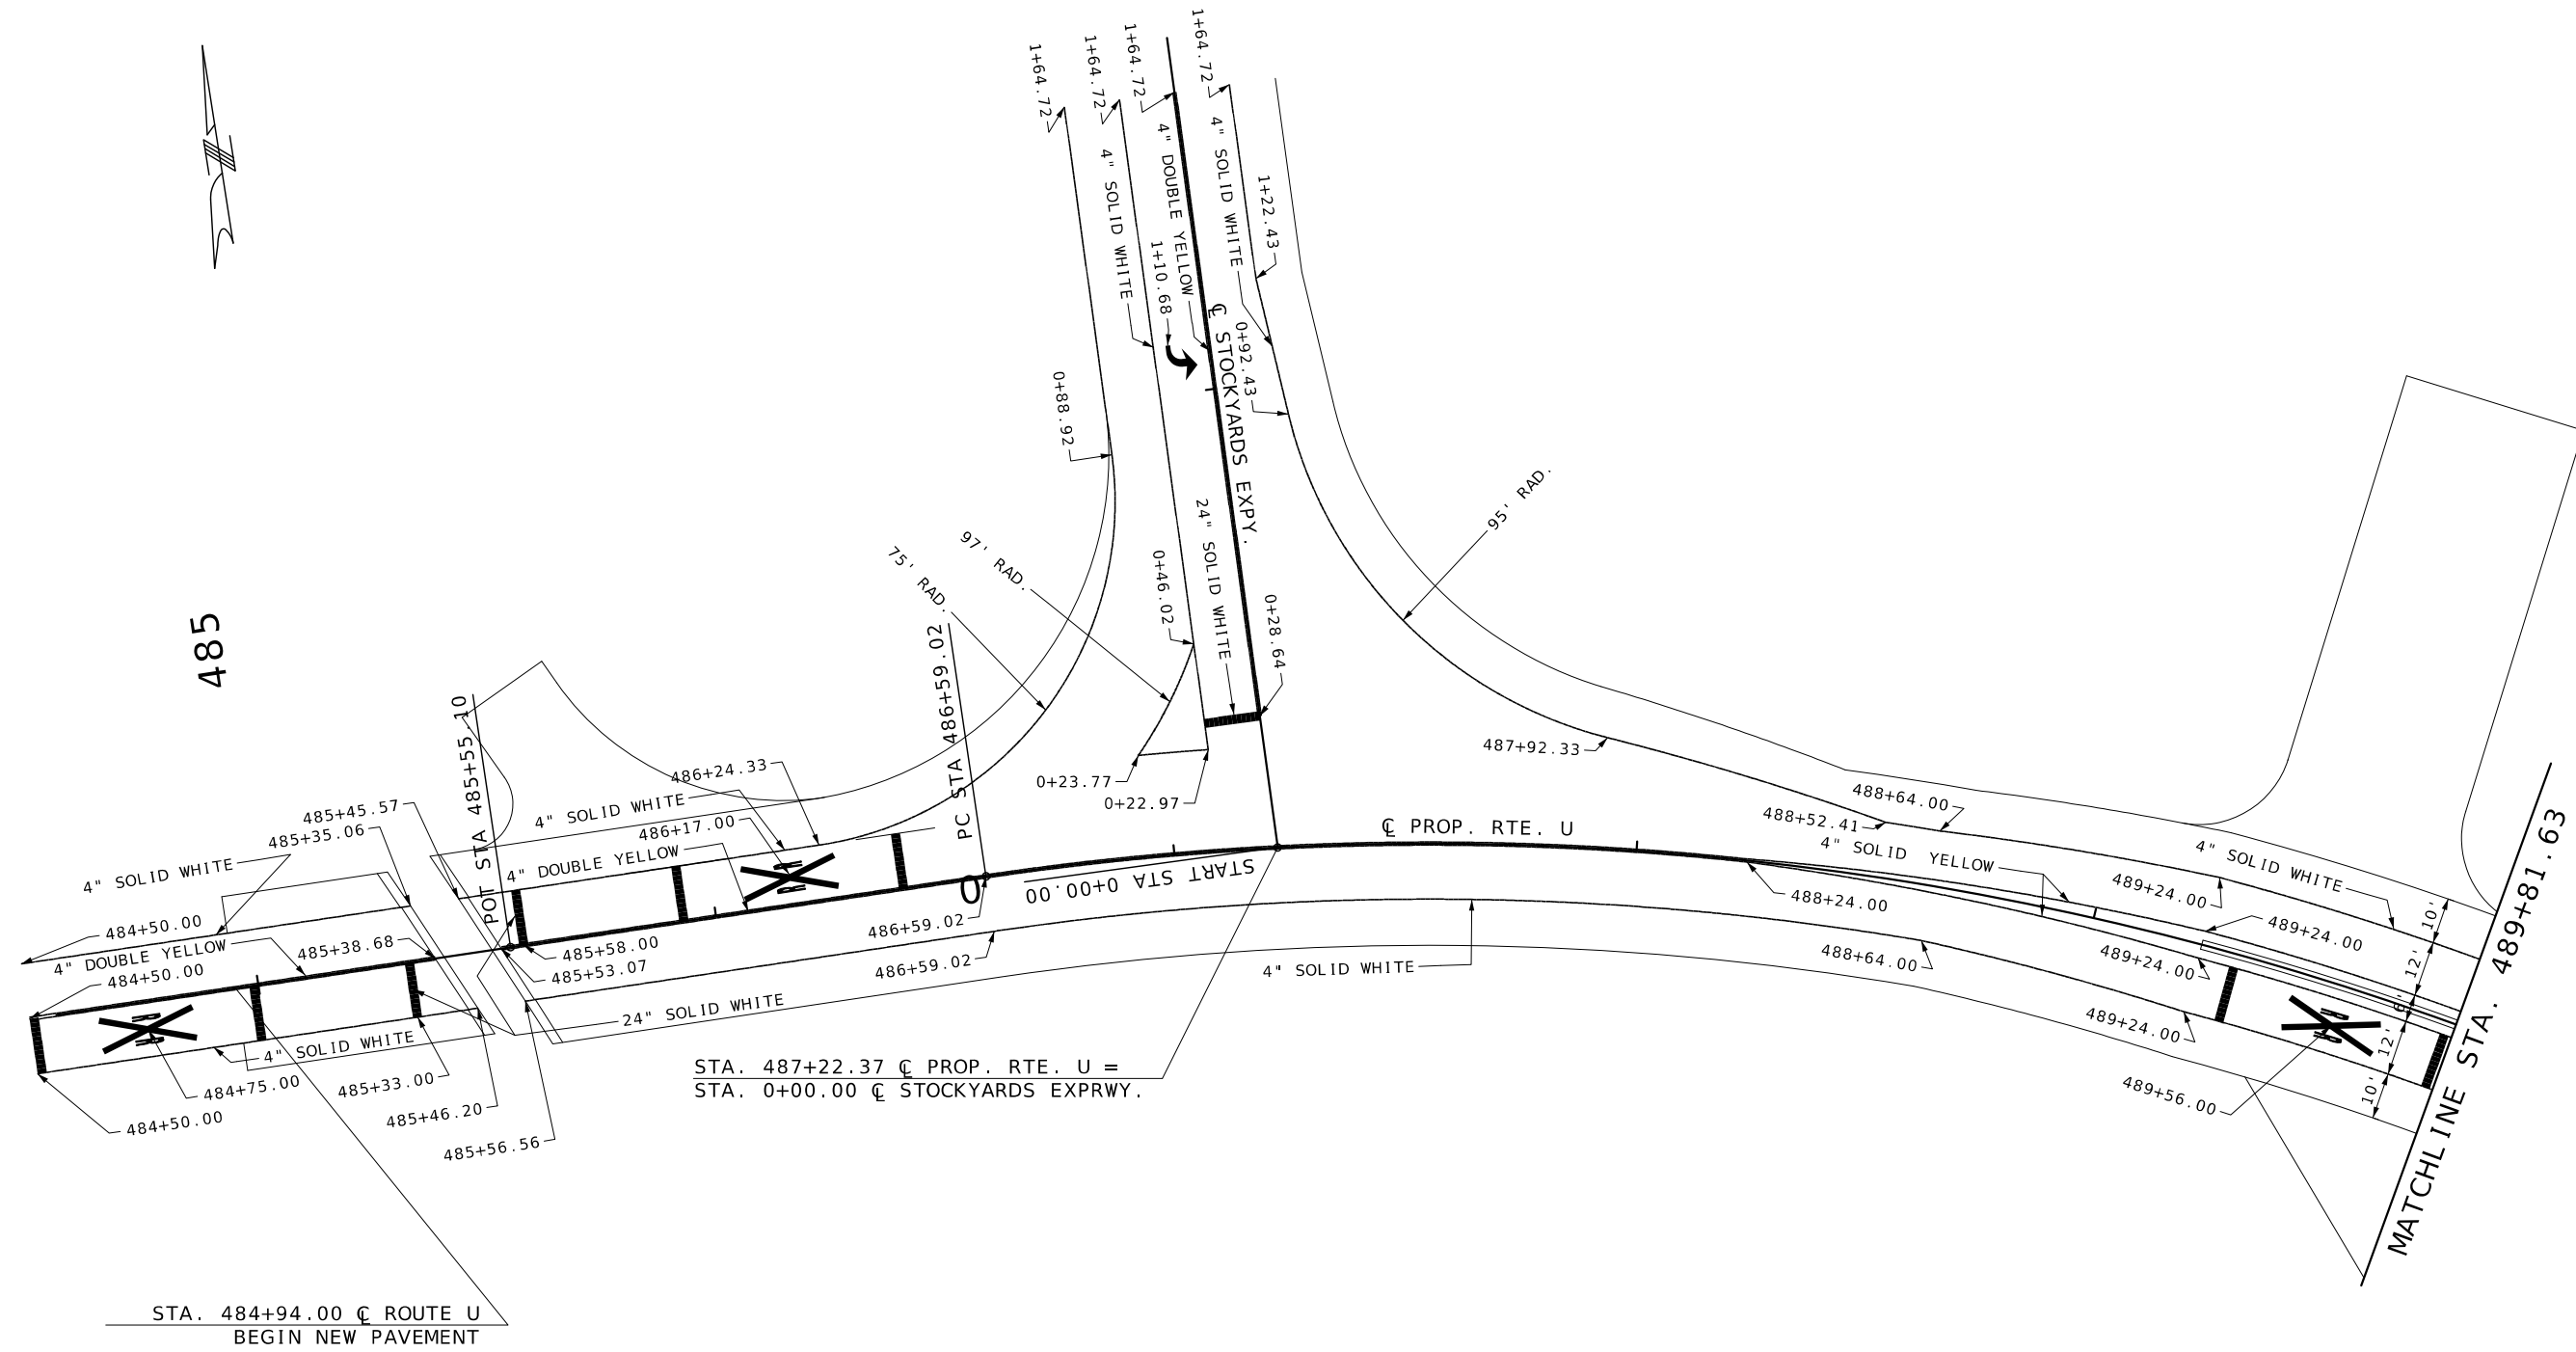 1+64.72
1+64.72
1+64.72
1+64.72
4" SOLID WHITE
4" DOUBLE YELLOW
4" SOLID WHITE
1+22.43
1+10.68
0+92.43
℄ STOCKYARDS EXPY.
0+88.92
24" SOLID WHITE
0+46.02
0+28.64
95' RAD.
97' RAD.
75' RAD.
485
POT STA 485+55.10
PC STA 486+59.02
486+24.33
4" SOLID WHITE
486+17.00
4" DOUBLE YELLOW
485+45.57
485+35.06
4" SOLID WHITE
484+50.00
4" DOUBLE YELLOW
484+50.00
485+38.68
0+23.77
0+22.97
487+92.33
488+64.00
488+52.41
℄ PROP. RTE. U
START STA 0+00.00
0
4" SOLID YELLOW
4" SOLID WHITE
489+24.00
489+24.00
489+24.00
488+24.00
486+59.02
486+59.02
485+58.00
485+53.07
4" SOLID WHITE
488+64.00
489+24.00
489+56.00
10'
12'
6'
12'
10'
MATCHLINE STA. 489+81.63
24" SOLID WHITE
4" SOLID WHITE
484+75.00
485+33.00
484+50.00
485+46.20
485+56.56
R R
R R
R R
STA. 487+22.37 ℄ PROP. RTE. U =
STA. 0+00.00 ℄ STOCKYARDS EXPRWY.
STA. 484+94.00 ℄ ROUTE U
BEGIN NEW PAVEMENT